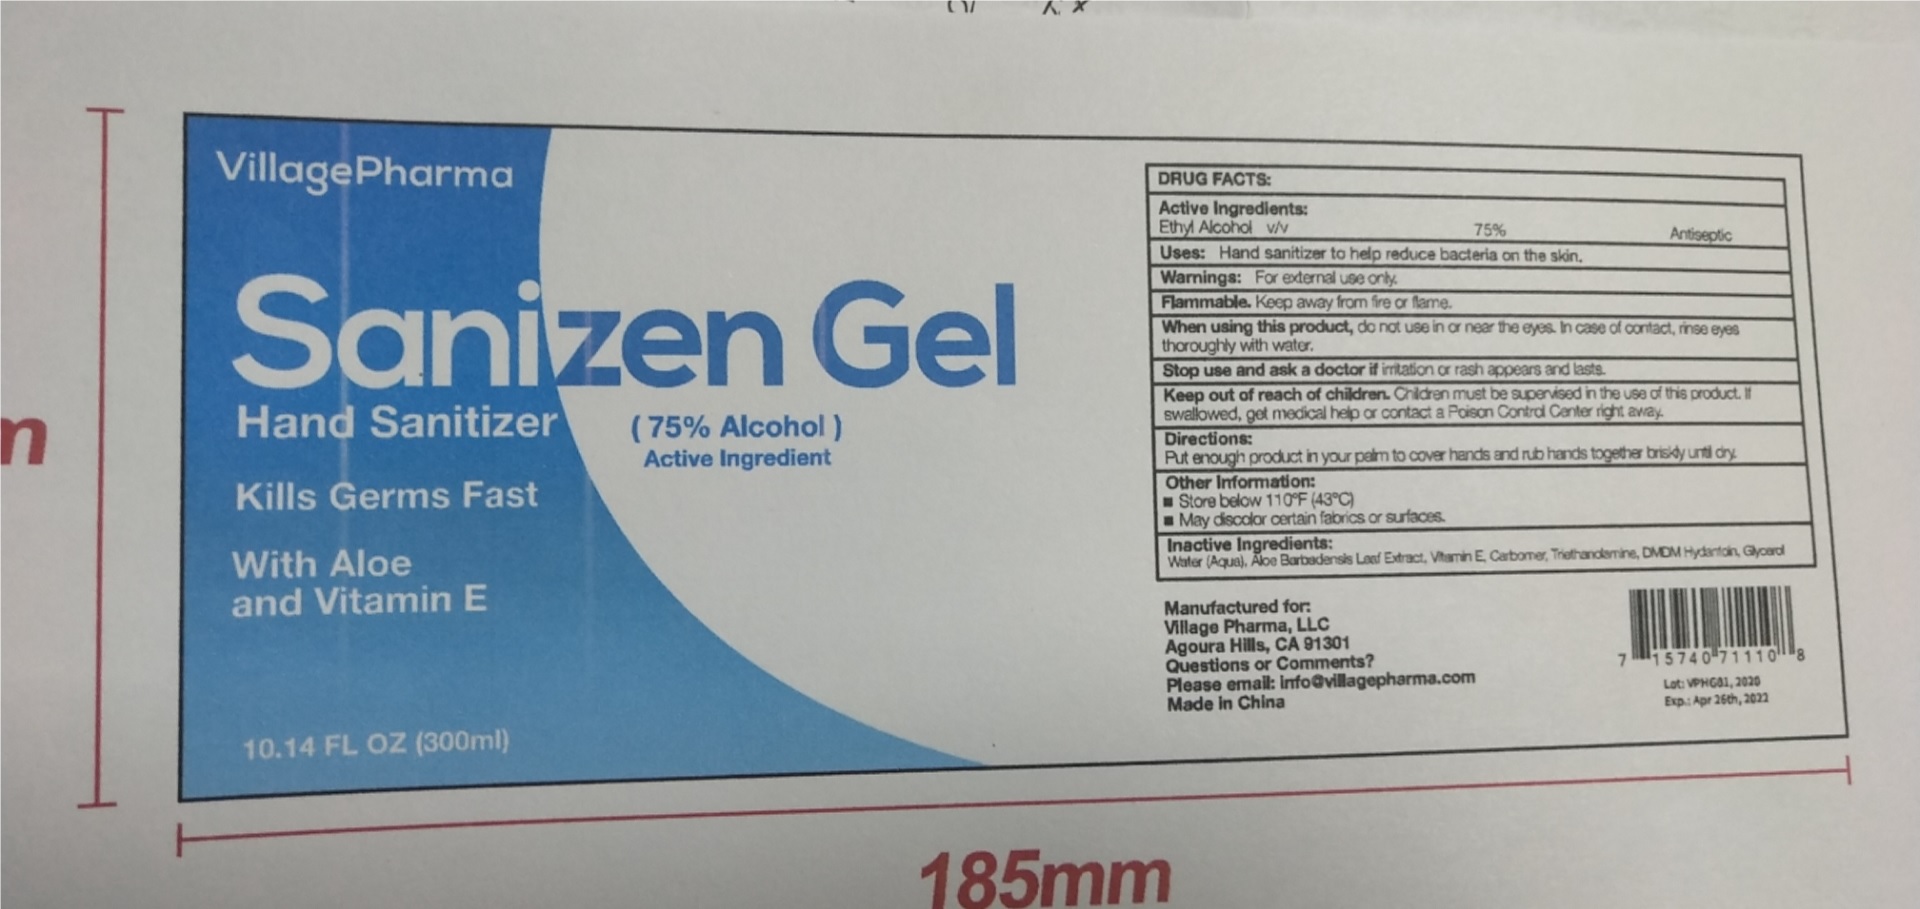 VillagePharma
Sanizen Gel
Hand Sanitizer
( 75% Alcohol )
Active Ingredient
Kills Germs Fast
With Aloe
and Vitamin E
10.14 FL OZ (300ml)
DRUG FACTS:
Active Ingredients:
Ethyl Alcohol v/v 75% Antiseptic
Uses: Hand sanitizer to help reduce bacteria on the skin.
Warnings: For external use only.
Flammable. Keep away from fire or flame.
When using this product, do not use in or near the eyes. In case of contact, rinse eyes
thoroughly with water.
Stop use and ask a doctor if irritation or rash appears and lasts.
Keep out of reach of children. Children must be supervised in the use of this product. If
swallowed, get medical help or contact a Poison Control Center right away.
Directions:
Put enough product in your palm to cover hands and rub hands together briskly until dry.
Other Information:
■ Store below 110°F (43°C)
■ May discolor certain fabrics or surfaces.
Inactive Ingredients:
Water (Aqua), Aloe Barbadensis Leaf Extract, Vitamin E, Carbomer, Triethanolamine, DMDM Hydantoin, Glycerol
Manufactured for:
Village Pharma, LLC
Agoura Hills, CA 91301
Questions or Comments?
Please email: info@villagepharma.com
Made in China
7 15740 71110 8
Lot: VPHG01, 2020
Exp.: Apr 26th, 2022
185mm